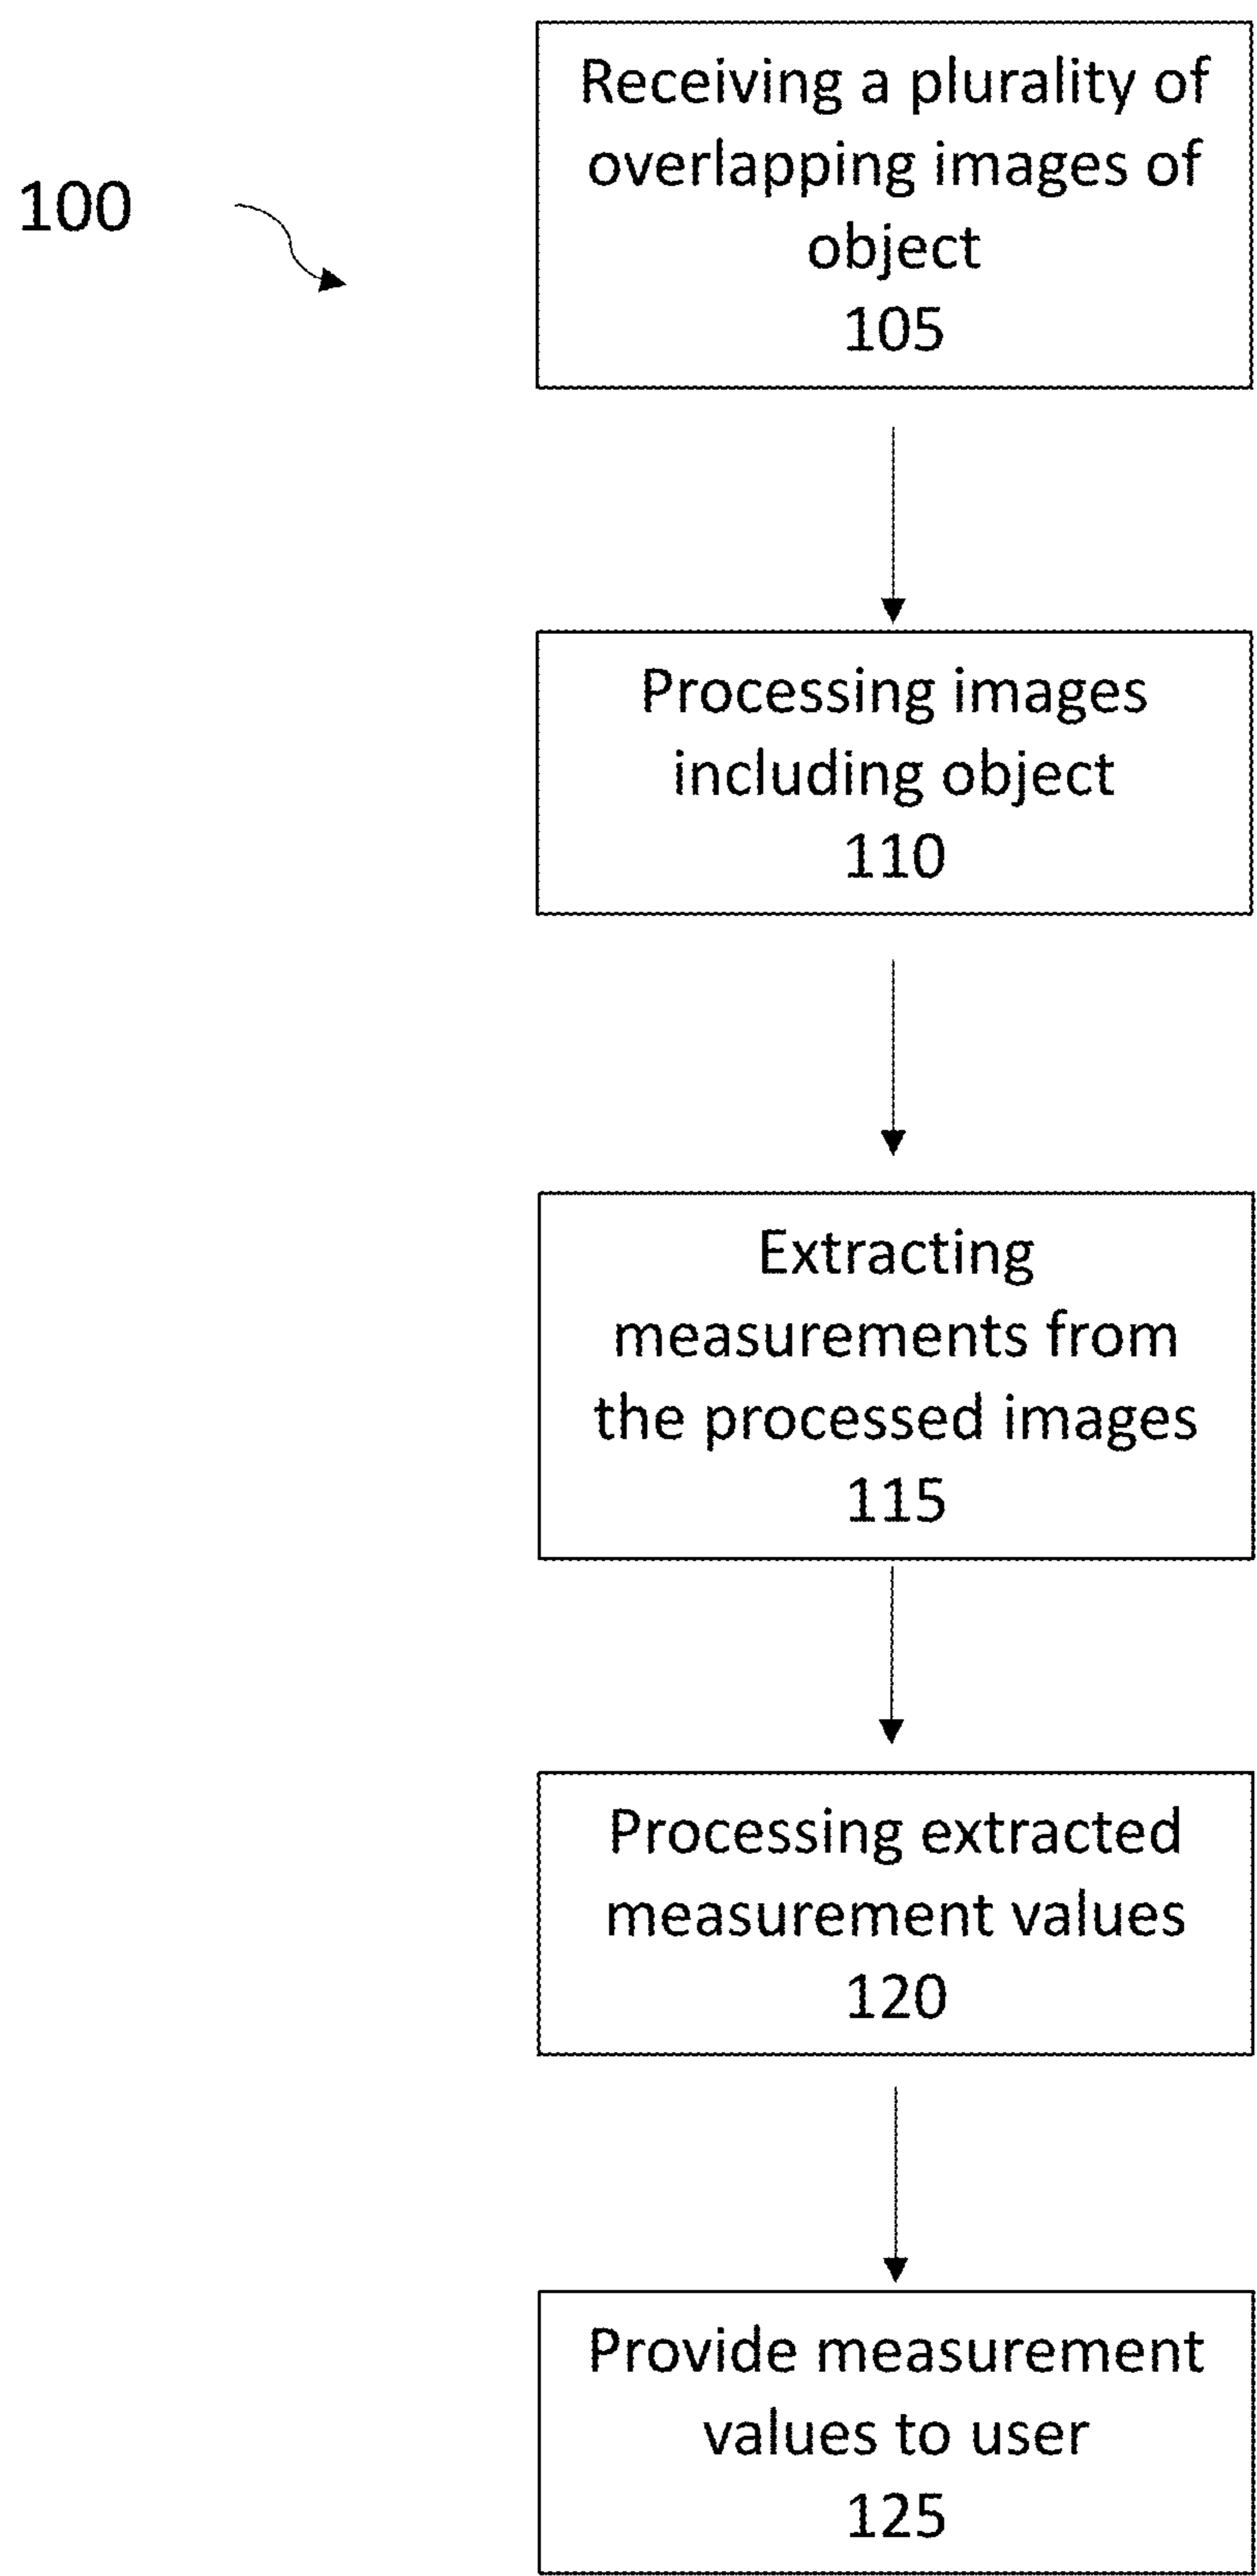 100
Receiving a plurality of
overlapping images of
object
105
Processing images
including object
110
Extracting
measurements from
the processed images
115
Processing extracted
measurement values
120
Provide measurement
values to user
125